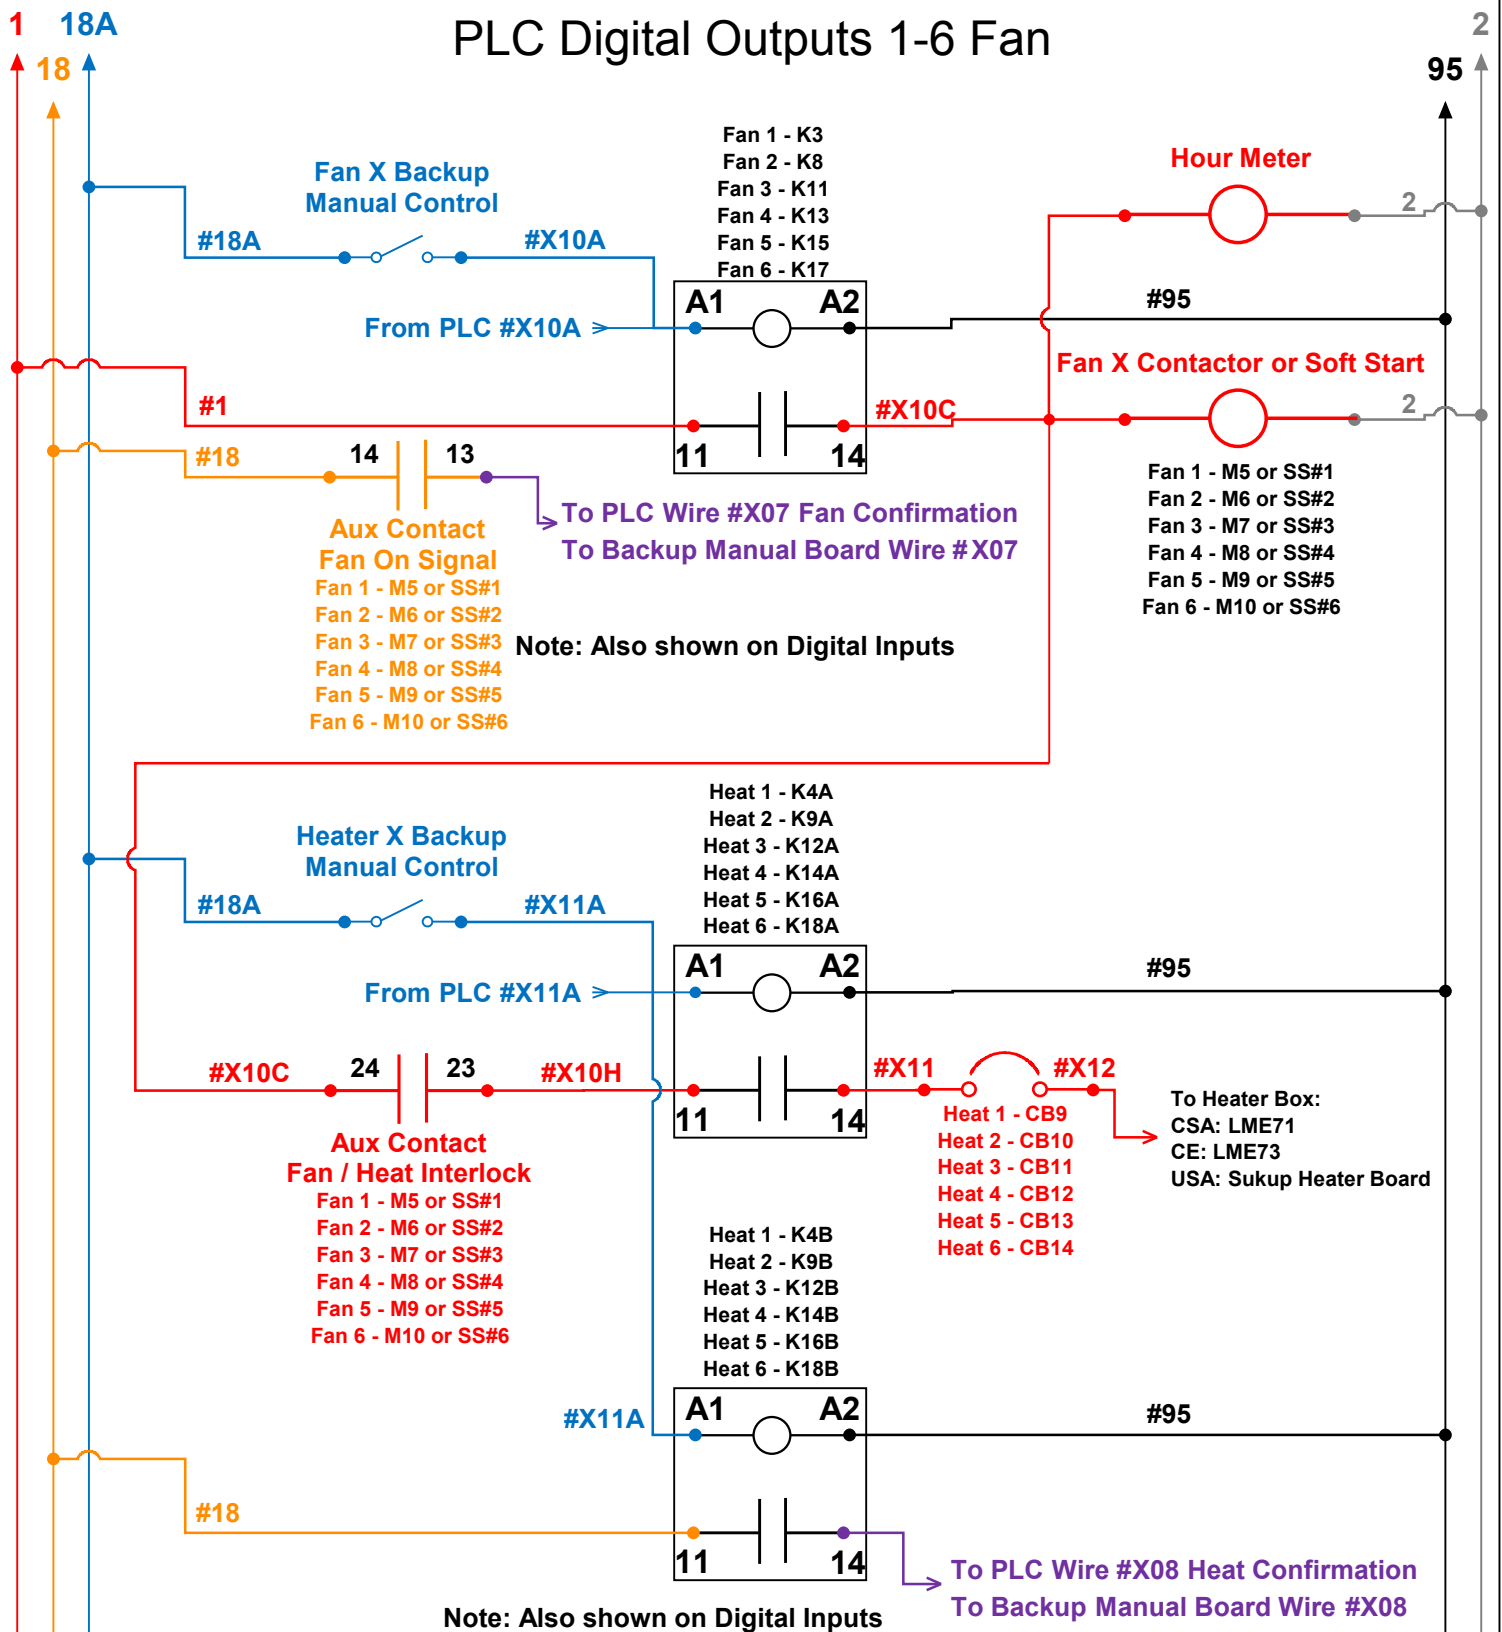 PLC Digital Outputs 1-6 Fan
1
18A
18
2
95
Fan X Backup
Manual Control
#18A
#X10A
From PLC #X10A
Fan 1 - K3
Fan 2 - K8
Fan 3 - K11
Fan 4 - K13
Fan 5 - K15
Fan 6 - K17
A1
A2
11
14
Hour Meter
2
#95
Fan X Contactor or Soft Start
2
#X10C
#1
Fan 1 - M5 or SS#1
Fan 2 - M6 or SS#2
Fan 3 - M7 or SS#3
Fan 4 - M8 or SS#4
Fan 5 - M9 or SS#5
Fan 6 - M10 or SS#6
#18
14
13
To PLC Wire #X07 Fan Confirmation
To Backup Manual Board Wire #X07
Aux Contact
Fan On Signal
Fan 1 - M5 or SS#1
Fan 2 - M6 or SS#2
Fan 3 - M7 or SS#3
Fan 4 - M8 or SS#4
Fan 5 - M9 or SS#5
Fan 6 - M10 or SS#6
Note: Also shown on Digital Inputs
Heater X Backup
Manual Control
#18A
#X11A
From PLC #X11A
Heat 1 - K4A
Heat 2 - K9A
Heat 3 - K12A
Heat 4 - K14A
Heat 5 - K16A
Heat 6 - K18A
A1
A2
11
14
#95
#X10C
24
23
#X10H
#X11
#X12
Heat 1 - CB9
Heat 2 - CB10
Heat 3 - CB11
Heat 4 - CB12
Heat 5 - CB13
Heat 6 - CB14
To Heater Box:
CSA: LME71
CE: LME73
USA: Sukup Heater Board
Aux Contact
Fan / Heat Interlock
Fan 1 - M5 or SS#1
Fan 2 - M6 or SS#2
Fan 3 - M7 or SS#3
Fan 4 - M8 or SS#4
Fan 5 - M9 or SS#5
Fan 6 - M10 or SS#6
Heat 1 - K4B
Heat 2 - K9B
Heat 3 - K12B
Heat 4 - K14B
Heat 5 - K16B
Heat 6 - K18B
#X11A
A1
A2
11
14
#95
#18
To PLC Wire #X08 Heat Confirmation
To Backup Manual Board Wire #X08
Note: Also shown on Digital Inputs